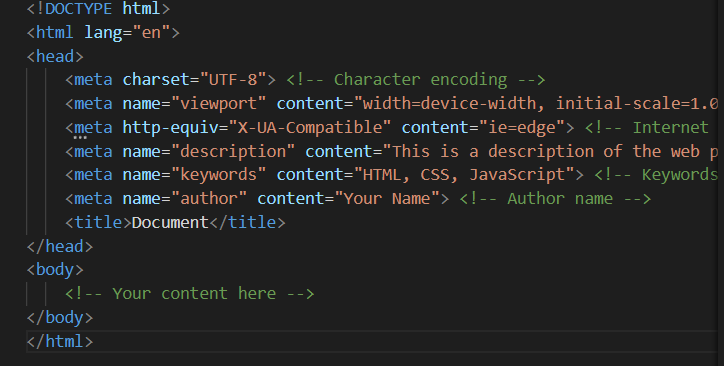 <!DOCTYPE html>
<html lang="en">
<head>
<meta charset="UTF-8"> <!-- Character encoding -->
<meta name="viewport" content="width=device-width, initial-scale=1.0
<meta http-equiv="X-UA-Compatible" content="ie=edge"> <!-- Internet
<meta name="description" content="This is a description of the web p
<meta name="keywords" content="HTML, CSS, JavaScript"> <!-- Keywords
<meta name="author" content="Your Name"> <!-- Author name -->
<title>Document</title>
</head>
<body>
<!-- Your content here -->
</body>
</html>